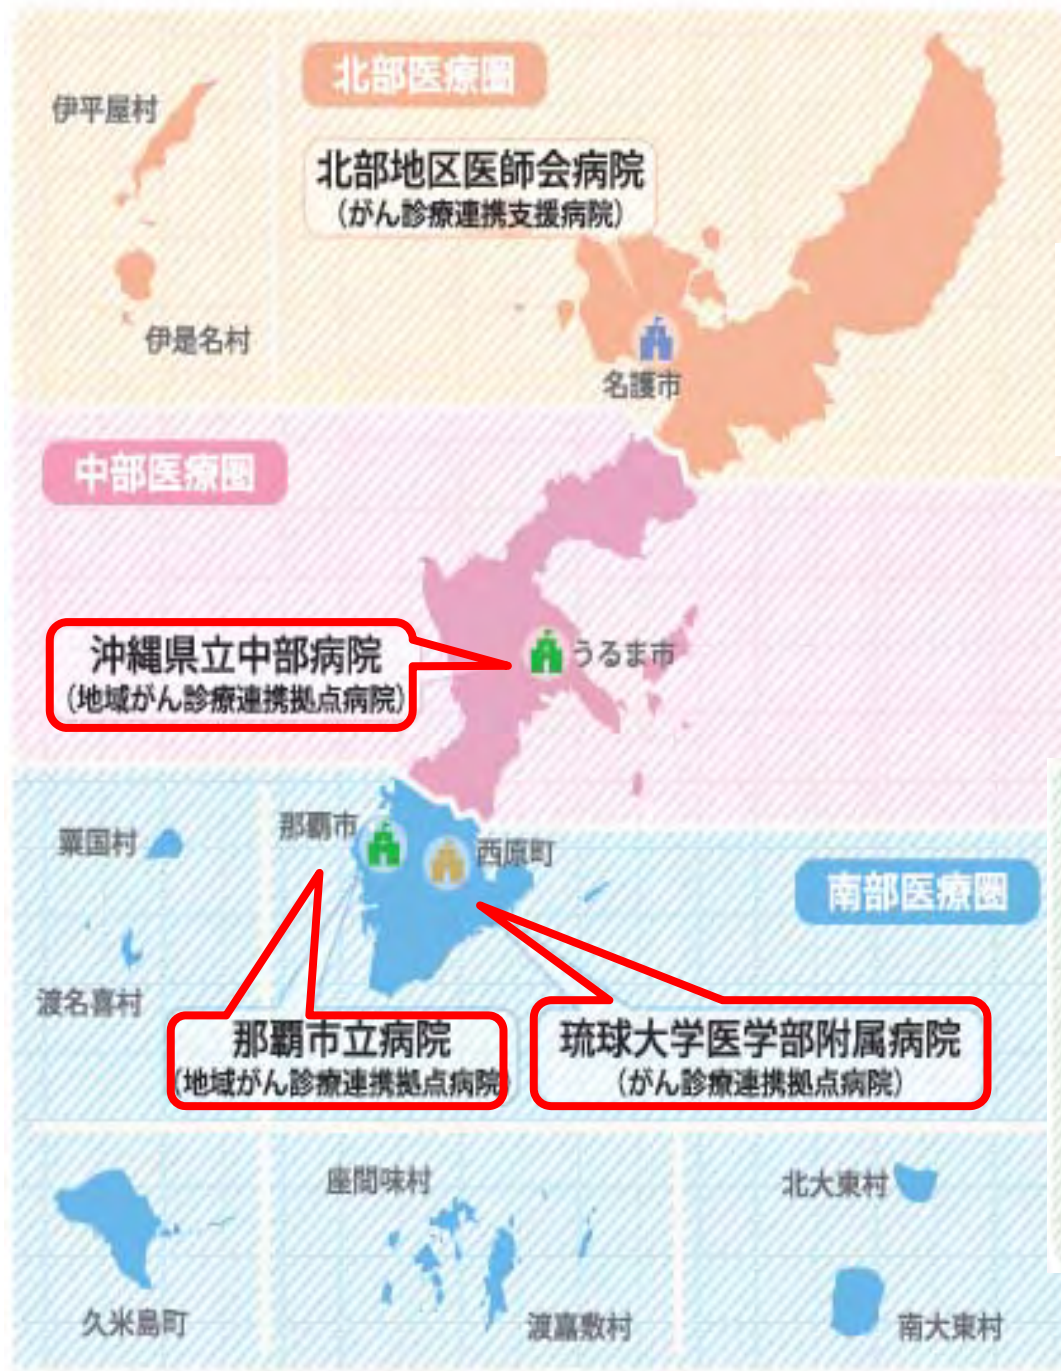 北部医療圏
伊平屋村
北部地区医師会病院
（がん診療連携支援病院）
伊是名村
名護市
中部医療圏
沖縄県立中部病院
（地域がん診療連携拠点病院）
うるま市
那覇市
粟国村
西原町
南部医療圏
渡名喜村
那覇市立病院
（地域がん診療連携拠点病院）
琉球大学医学部附属病院
（がん診療連携拠点病院）
座間味村
北大東村
久米島町
渡嘉敷村
南大東村